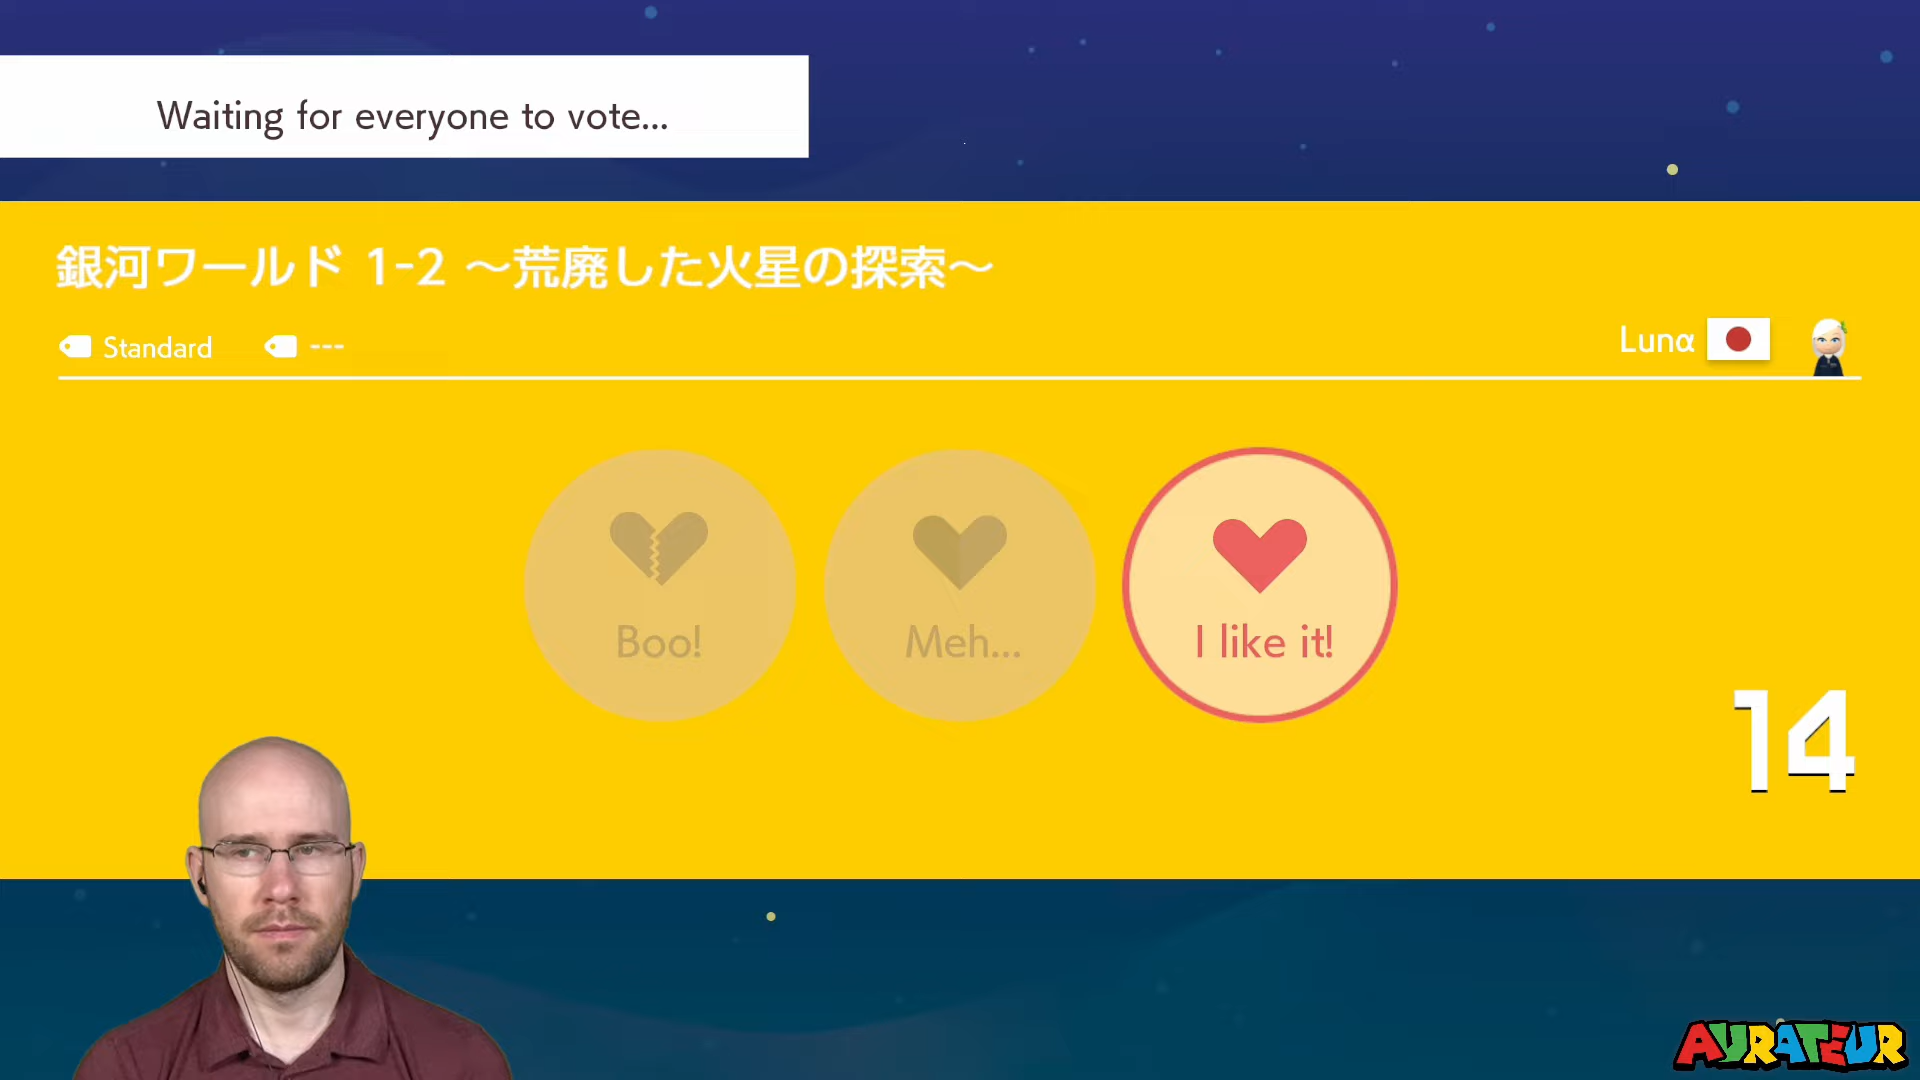 Waiting for everyone to vote...
銀河ワールド 1-2 ～荒廃した火星の探索～
Standard
---
Lunα
Boo!
Meh...
I like it!
14
AURATEUR